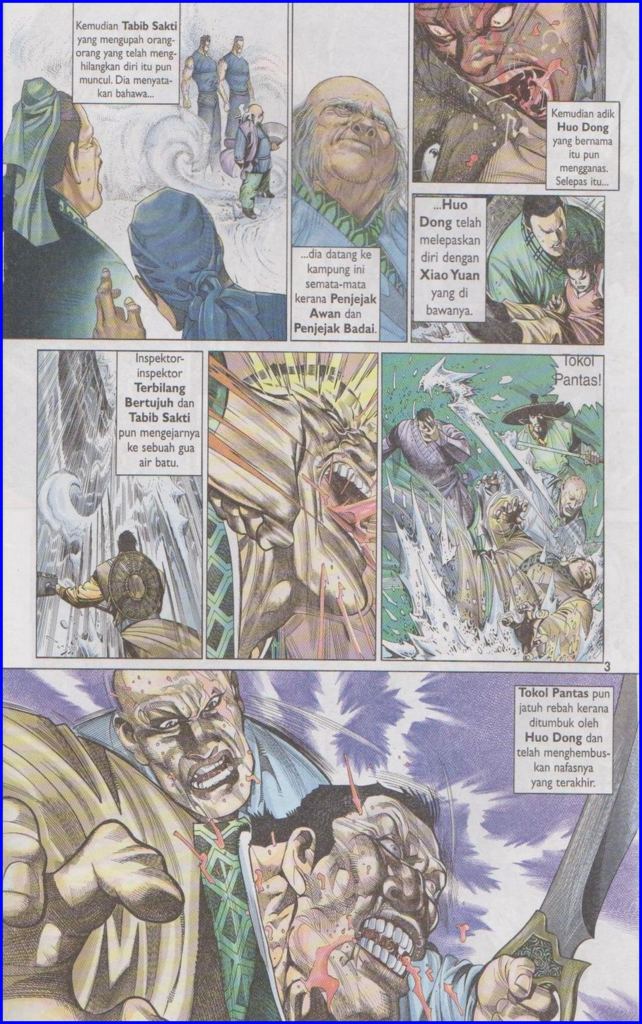 Kemudian Tabib Sakti
yang mengupah orang-
orang yang telah meng-
hilangkan diri itu pun
muncul. Dia menyata-
kan bahawa...
...dia datang ke
kampung ini
semata-mata
kerana Penjejak
Awan dan
Penjejak Badai.
Kemudian adik
Huo Dong
yang bernama
itu pun
mengganas.
Selepas itu...
...Huo
Dong telah
melepaskan
diri dengan
Xiao Yuan
yang di
bawanya.
Inspektor-
inspektor
Terbilang
Bertujuh dan
Tabib Sakti
pun mengejarnya
ke sebuah gua
air batu.
Tokol
Pantas!
3
Tokol Pantas pun
jatuh rebah kerana
ditumbuk oleh
Huo Dong dan
telah menghembus-
kan nafasnya
yang terakhir.